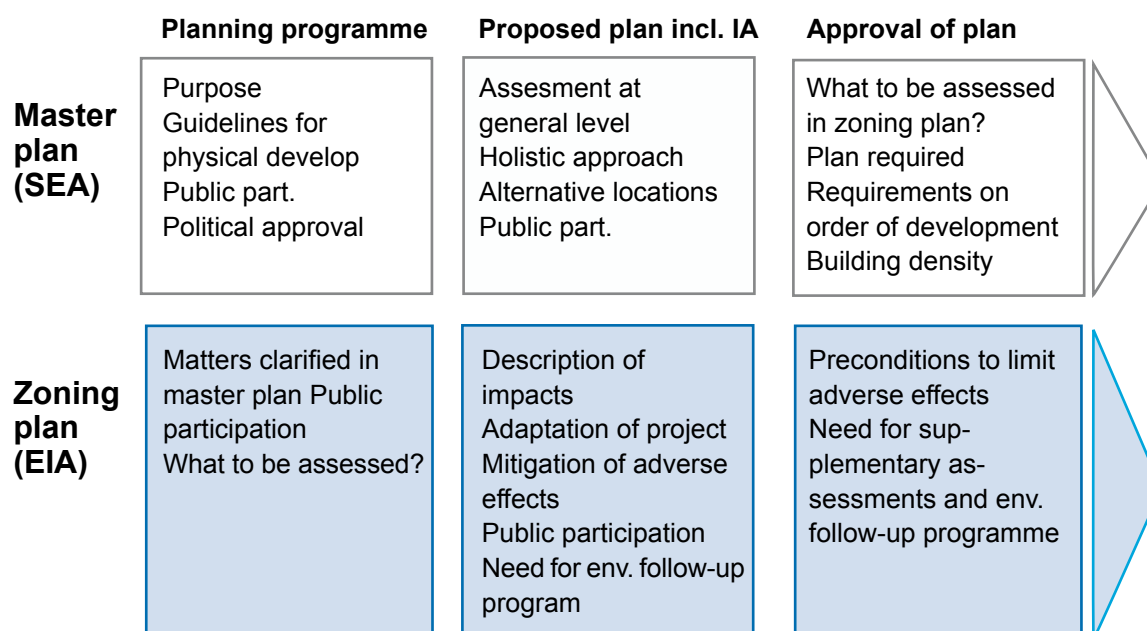 Planning programme
Proposed plan incl. IA
Approval of plan
Master
plan
(SEA)
Purpose
Guidelines for
physical develop
Public part.
Political approval
Assesment at
general level
Holistic approach
Alternative locations
Public part.
What to be assessed
in zoning plan?
Plan required
Requirements on
order of development
Building density
Zoning
plan
(EIA)
Matters clarified in
master plan Public
participation
What to be assessed?
Description of
impacts
Adaptation of project
Mitigation of adverse
effects
Public participation
Need for env. follow-up
program
Preconditions to limit
adverse effects
Need for sup-
plementary as-
sessments and env.
follow-up programme